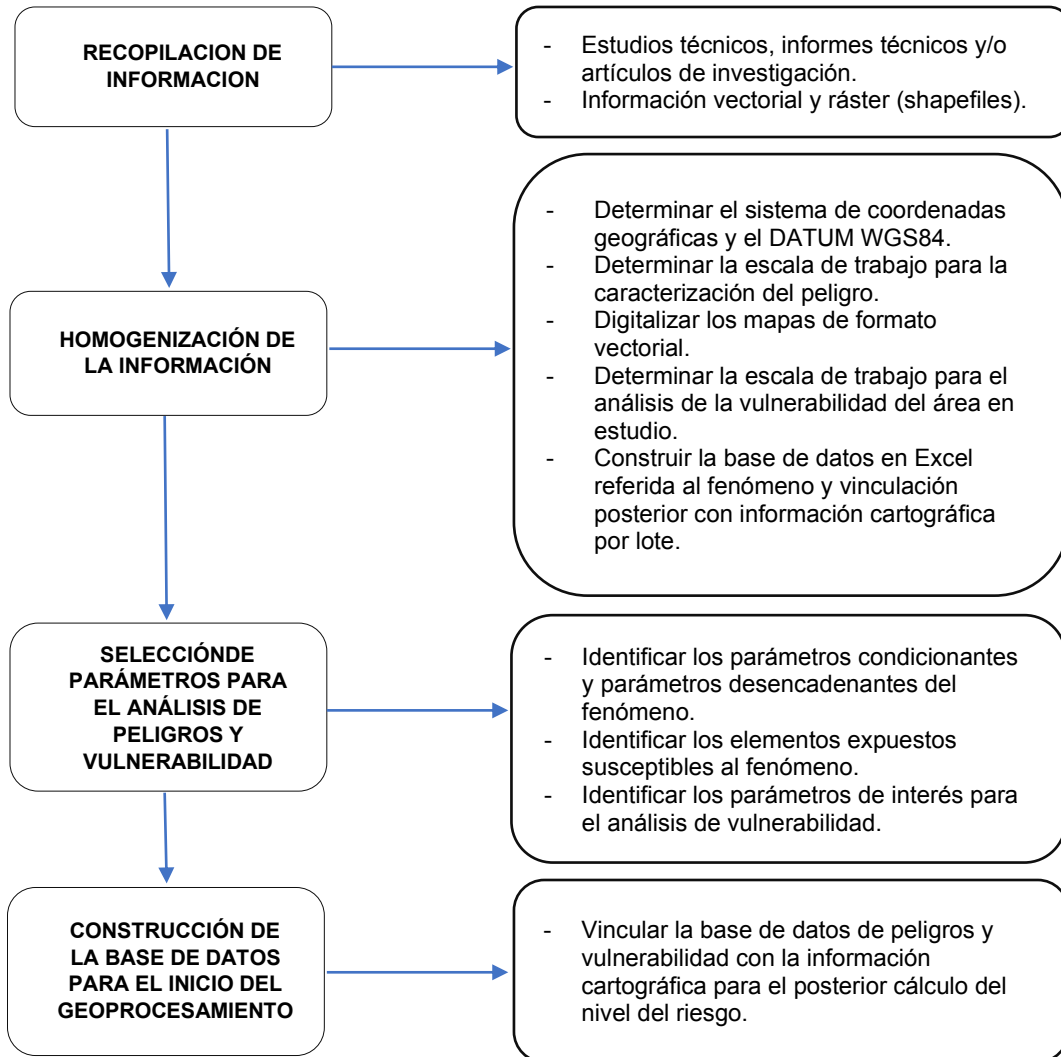 RECOPILACION DE
INFORMACION
- Estudios técnicos, informes técnicos y/o
artículos de investigación.
- Información vectorial y ráster (shapefiles).
HOMOGENIZACIÓN DE
LA INFORMACIÓN
- Determinar el sistema de coordenadas
geográficas y el DATUM WGS84.
- Determinar la escala de trabajo para la
caracterización del peligro.
- Digitalizar los mapas de formato
vectorial.
- Determinar la escala de trabajo para el
análisis de la vulnerabilidad del área en
estudio.
- Construir la base de datos en Excel
referida al fenómeno y vinculación
posterior con información cartográfica
por lote.
SELECCIÓNDE
PARÁMETROS PARA
EL ANÁLISIS DE
PELIGROS Y
VULNERABILIDAD
- Identificar los parámetros condicionantes
y parámetros desencadenantes del
fenómeno.
- Identificar los elementos expuestos
susceptibles al fenómeno.
- Identificar los parámetros de interés para
el análisis de vulnerabilidad.
CONSTRUCCIÓN DE
LA BASE DE DATOS
PARA EL INICIO DEL
GEOPROCESAMIENTO
- Vincular la base de datos de peligros y
vulnerabilidad con la información
cartográfica para el posterior cálculo del
nivel del riesgo.